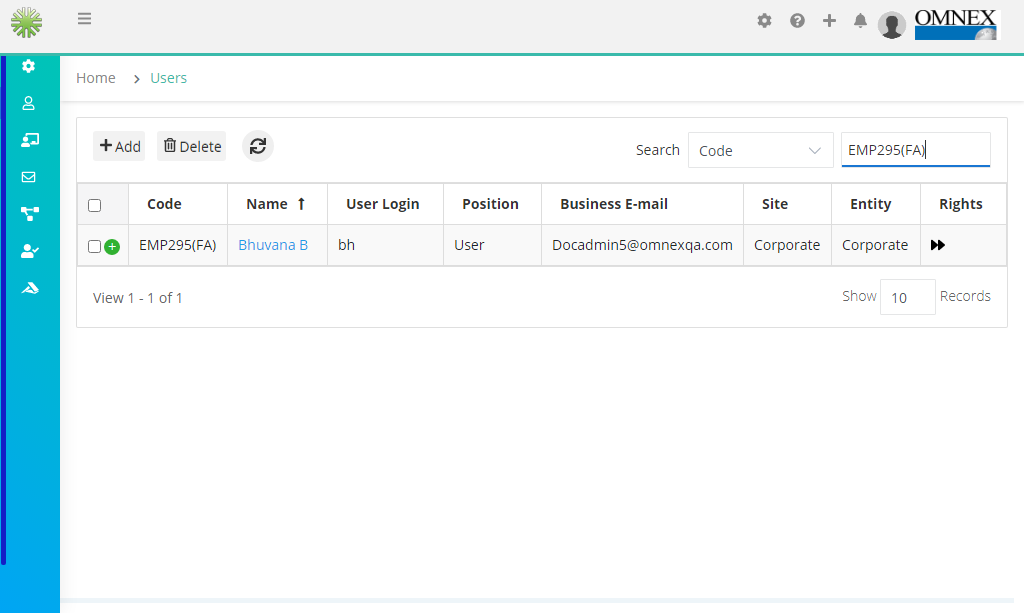 OMNEX
Home > Users
Add Delete Search Code EMP295(FA)
Code Name ↑ User Login Position Business E-mail Site Entity Rights
EMP295(FA) Bhuvana B bh User Docadmin5@omnexqa.com Corporate Corporate
View 1 - 1 of 1 Show 10 Records